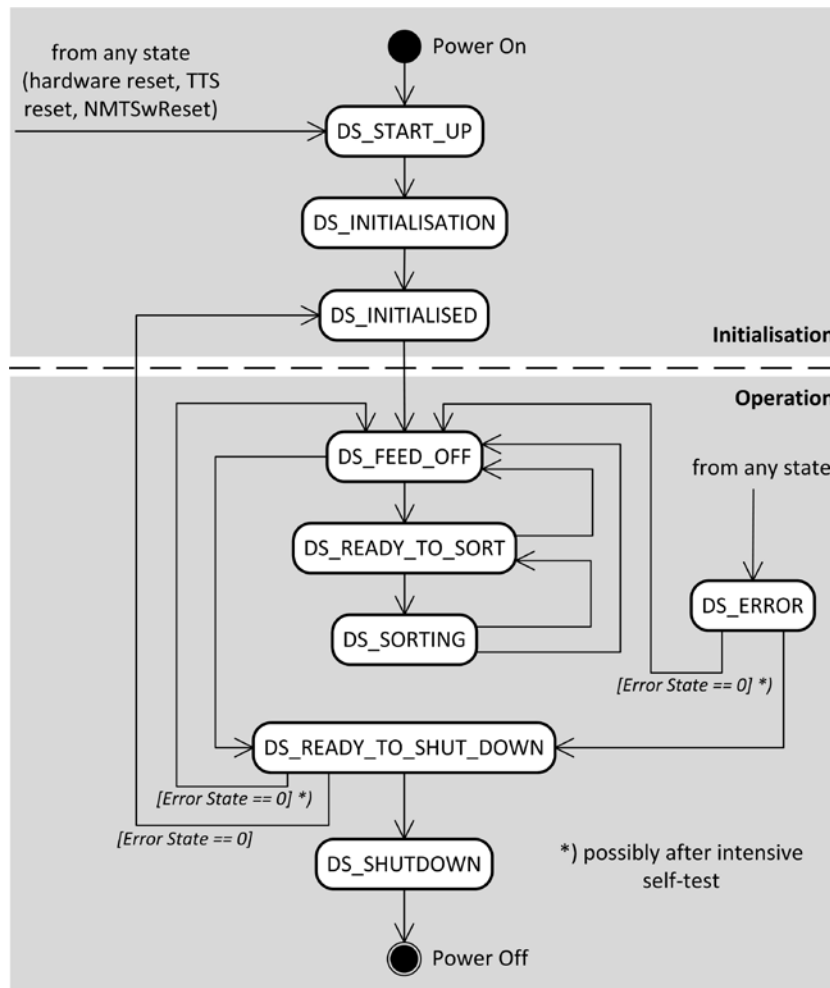 Power On
from any state
(hardware reset, TTS
reset, NMTSwReset)
DS_START_UP
DS_INITIALISATION
DS_INITIALISED
Initialisation
Operation
DS_FEED_OFF
from any state
DS_READY_TO_SORT
DS_ERROR
DS_SORTING
[Error State == 0] *)
DS_READY_TO_SHUT_DOWN
[Error State == 0] *)
[Error State == 0]
DS_SHUTDOWN
*) possibly after intensive
self-test
Power Off